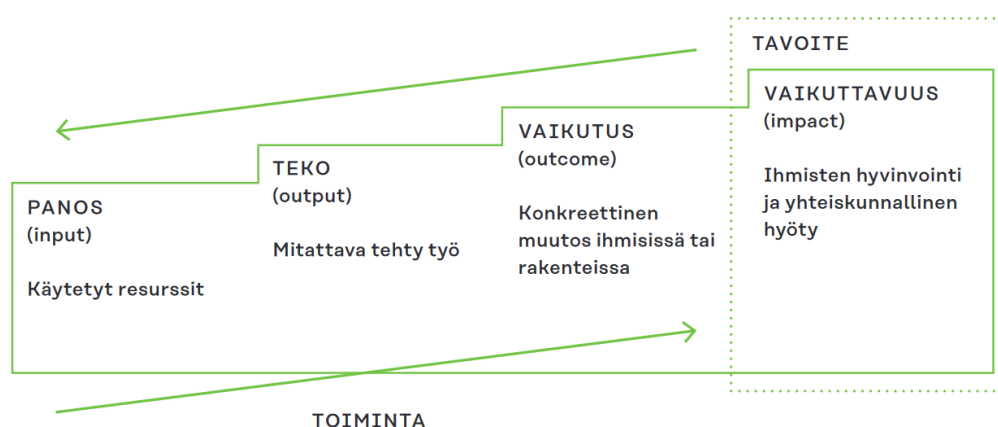 TAVOITE
VAIKUTTAVUUS
(impact)
Ihmisten hyvinvointi
ja yhteiskunnallinen
hyöty
VAIKUTUS
(outcome)
Konkreettinen
muutos ihmisissä tai
rakenteissa
TEKO
(output)
Mitattava tehty työ
PANOS
(input)
Käytetyt resurssit
TOIMINTA